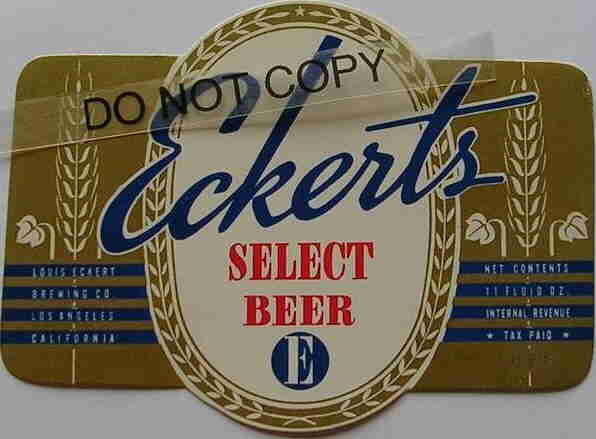 DO NOT COPY
Eckerts
SELECT
BEER
E
LOUIS ECKERT
BREWING CO.
LOS ANGELES
CALIFORNIA
NET CONTENTS
11 FLUID OZ.
INTERNAL REVENUE
★ TAX PAID ★